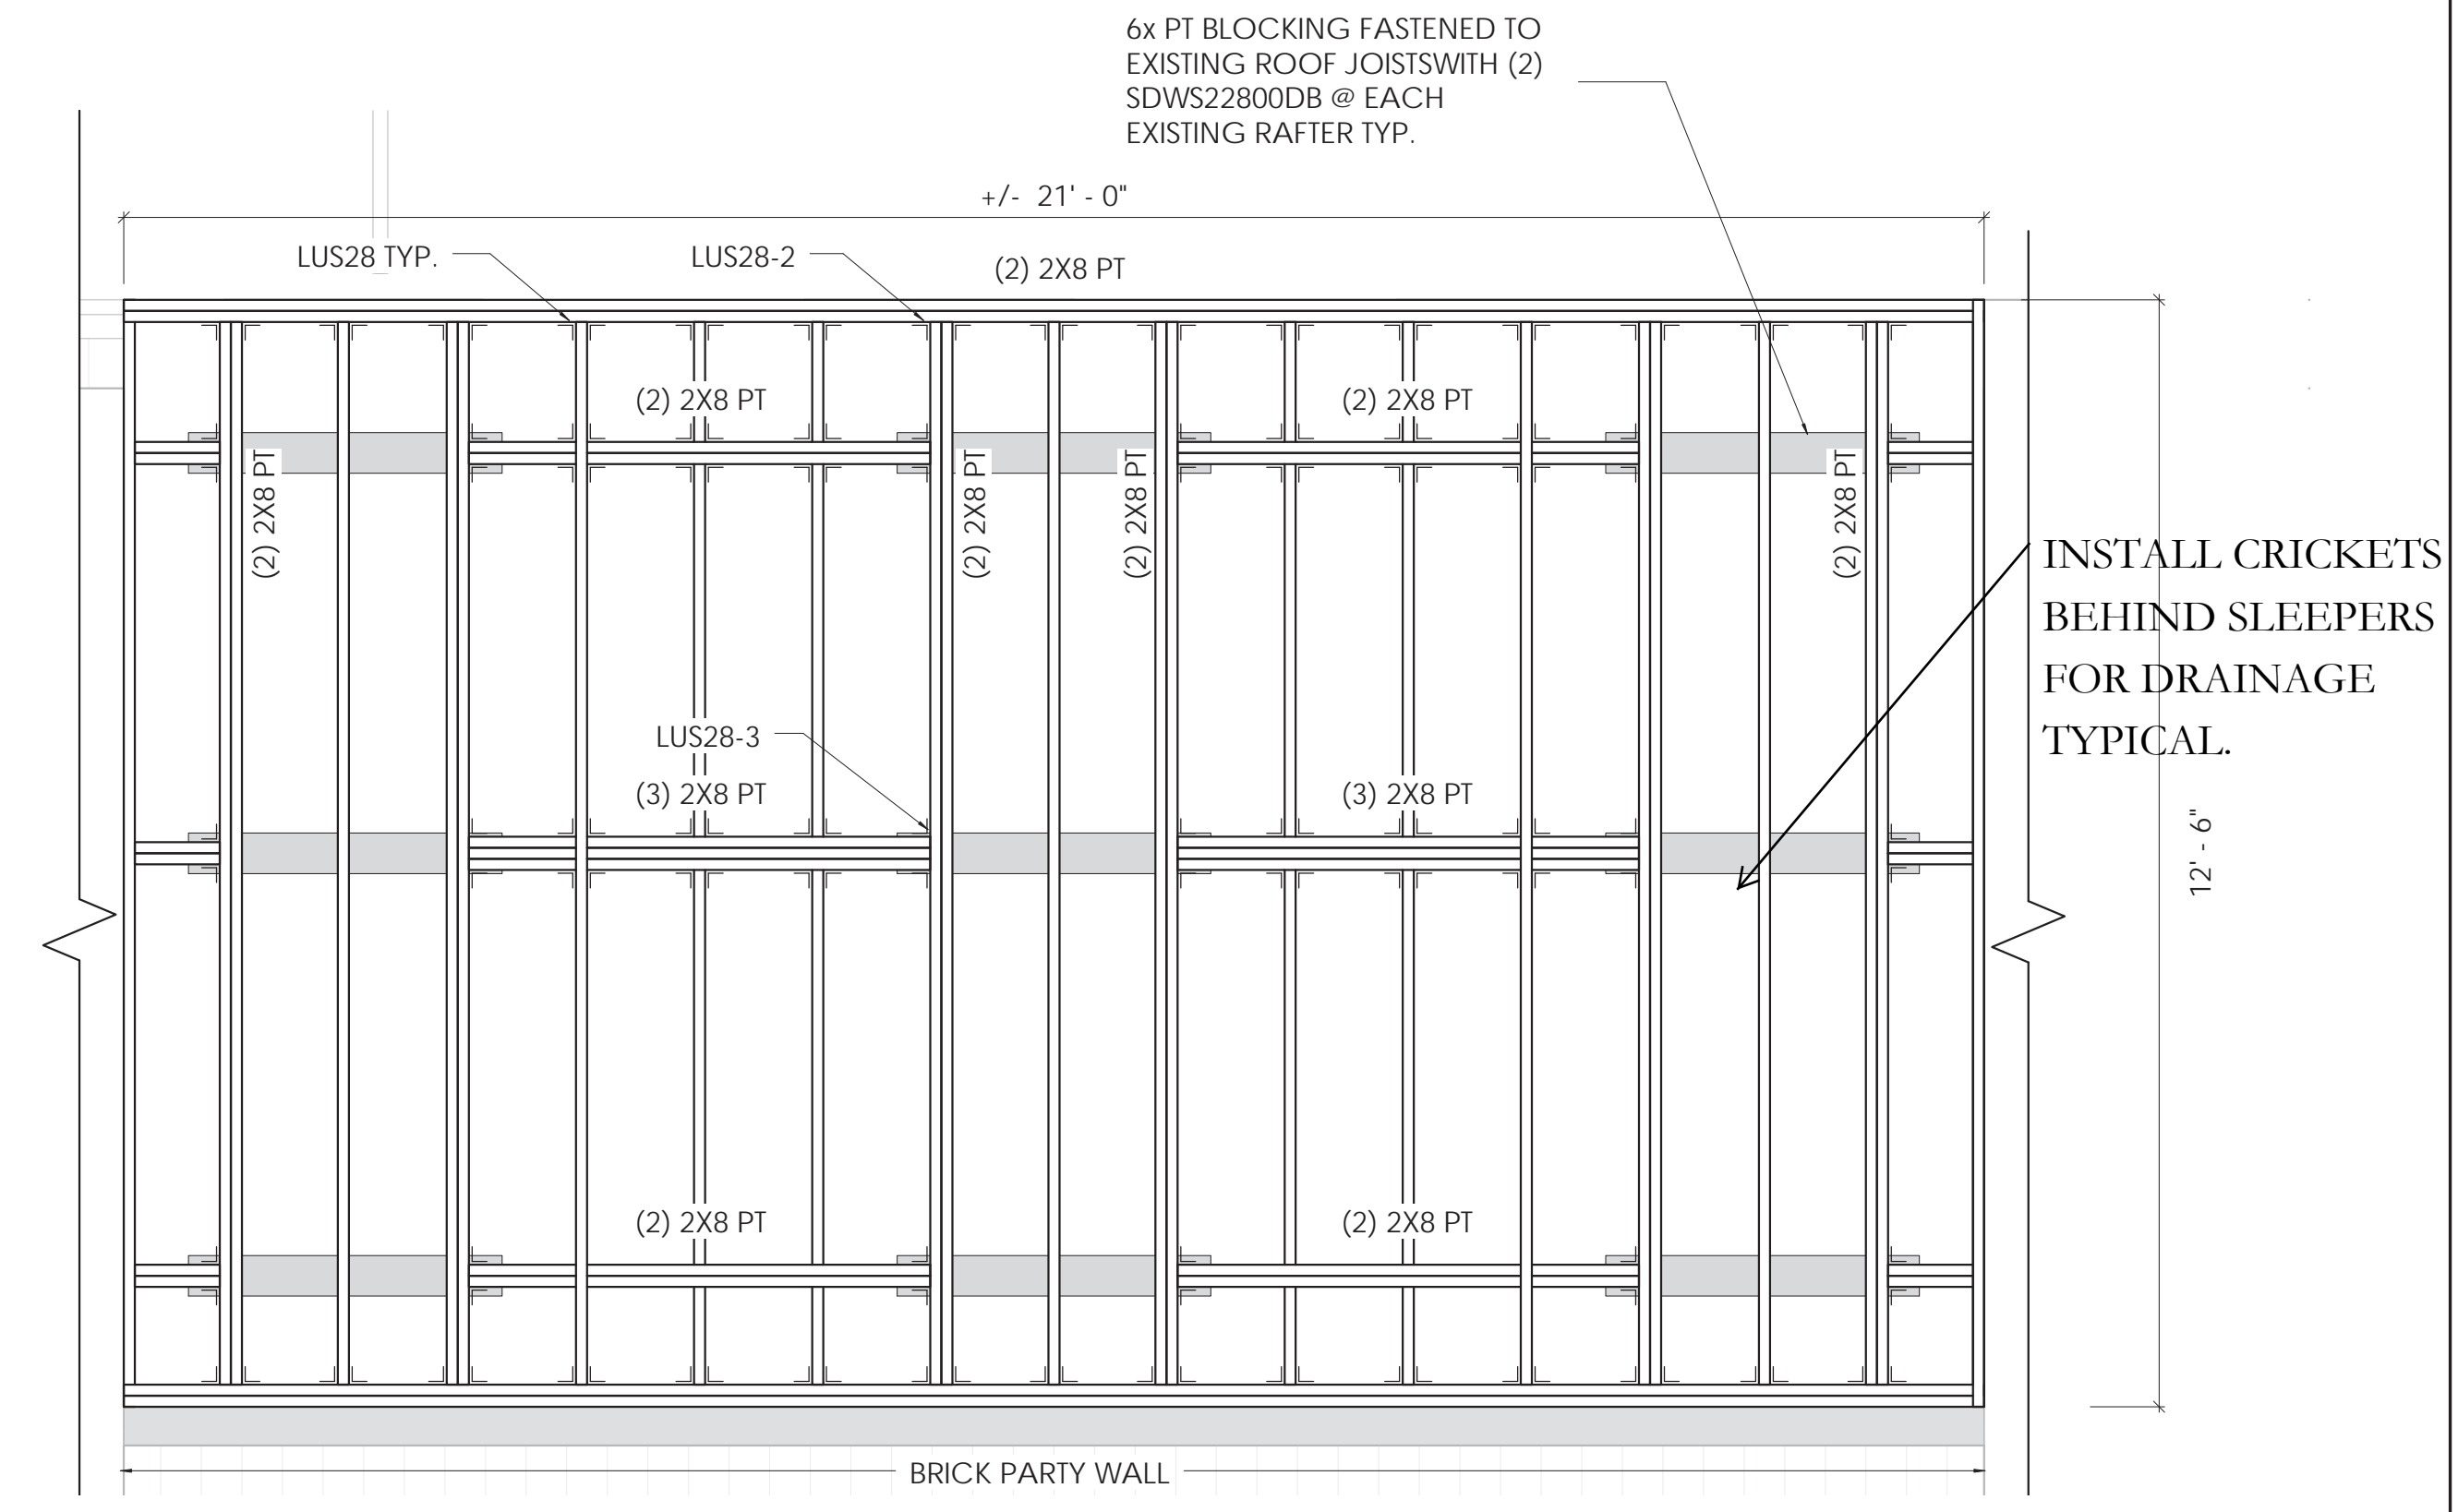 6x PT BLOCKING FASTENED TO
EXISTING ROOF JOISTSWITH (2)
SDWS22800DB @ EACH
EXISTING RAFTER TYP.
+/- 21' - 0"
LUS28 TYP.
LUS28-2
(2) 2X8 PT
(2) 2X8 PT
(2) 2X8 PT
(2) 2X8 PT
(2) 2X8 PT
(2) 2X8 PT
(2) 2X8 PT
INSTALL CRICKETS
BEHIND SLEEPERS
FOR DRAINAGE
TYPICAL.
LUS28-3
(3) 2X8 PT
(3) 2X8 PT
12' - 6"
(2) 2X8 PT
(2) 2X8 PT
BRICK PARTY WALL